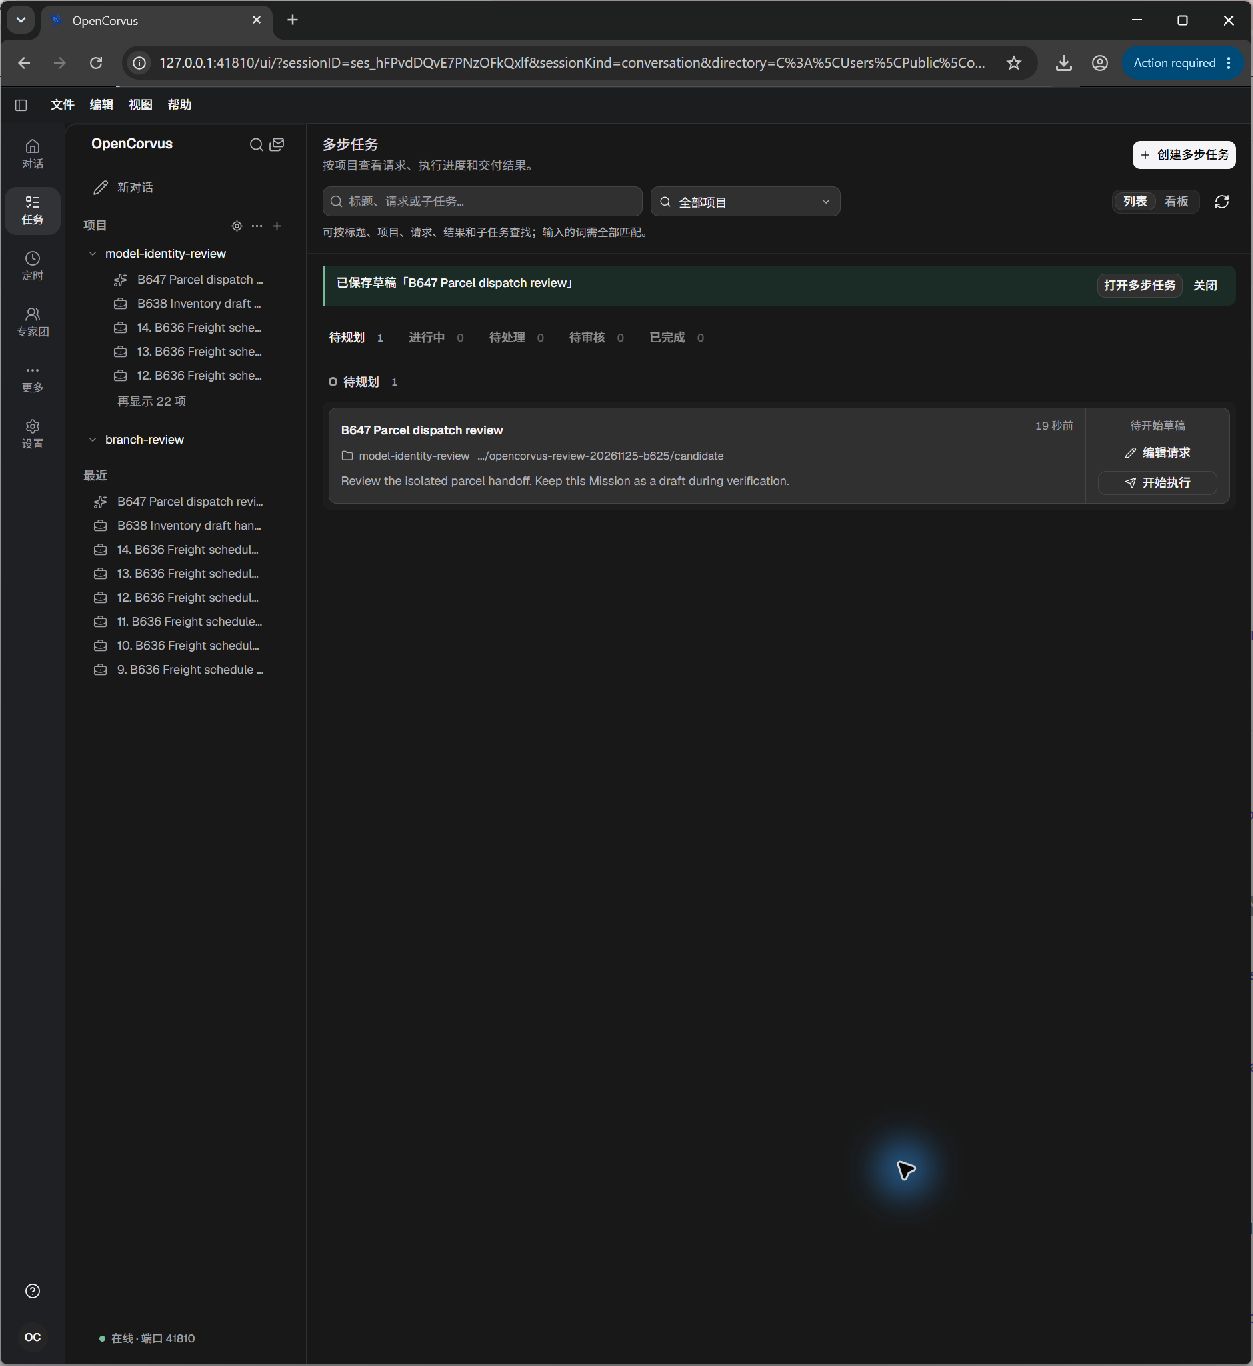 OpenCorvus
127.0.0.1:41810/ui/?sessionID=ses_hFPvdDQvE7PNzOFkQxlf&sessionKind=conversation&directory=C%3A%5CUsers%5CPublic%5Co...
Action required
文件 编辑 视图 帮助
对话
任务
定时
专家团
更多
设置
OC
OpenCorvus
新对话
项目
model-identity-review
B647 Parcel dispatch ...
B638 Inventory draft ...
14. B636 Freight sche...
13. B636 Freight sche...
12. B636 Freight sche...
再显示 22 项
branch-review
最近
B647 Parcel dispatch revi...
B638 Inventory draft han...
14. B636 Freight schedul...
13. B636 Freight schedul...
12. B636 Freight schedul...
11. B636 Freight schedule...
10. B636 Freight schedul...
9. B636 Freight schedule ...
在线 · 端口 41810
多步任务
按项目查看请求、执行进度和交付结果。
+ 创建多步任务
标题、请求或子任务...
全部项目
列表 看板
可按标题、项目、请求、结果和子任务查找；输入的词需全部匹配。
已保存草稿「B647 Parcel dispatch review」
打开多步任务 关闭
待规划 1 进行中 0 待处理 0 待审核 0 已完成 0
待规划 1
B647 Parcel dispatch review
19 秒前
model-identity-review .../opencorvus-review-20261125-b625/candidate
Review the isolated parcel handoff. Keep this Mission as a draft during verification.
待开始草稿
编辑请求
开始执行